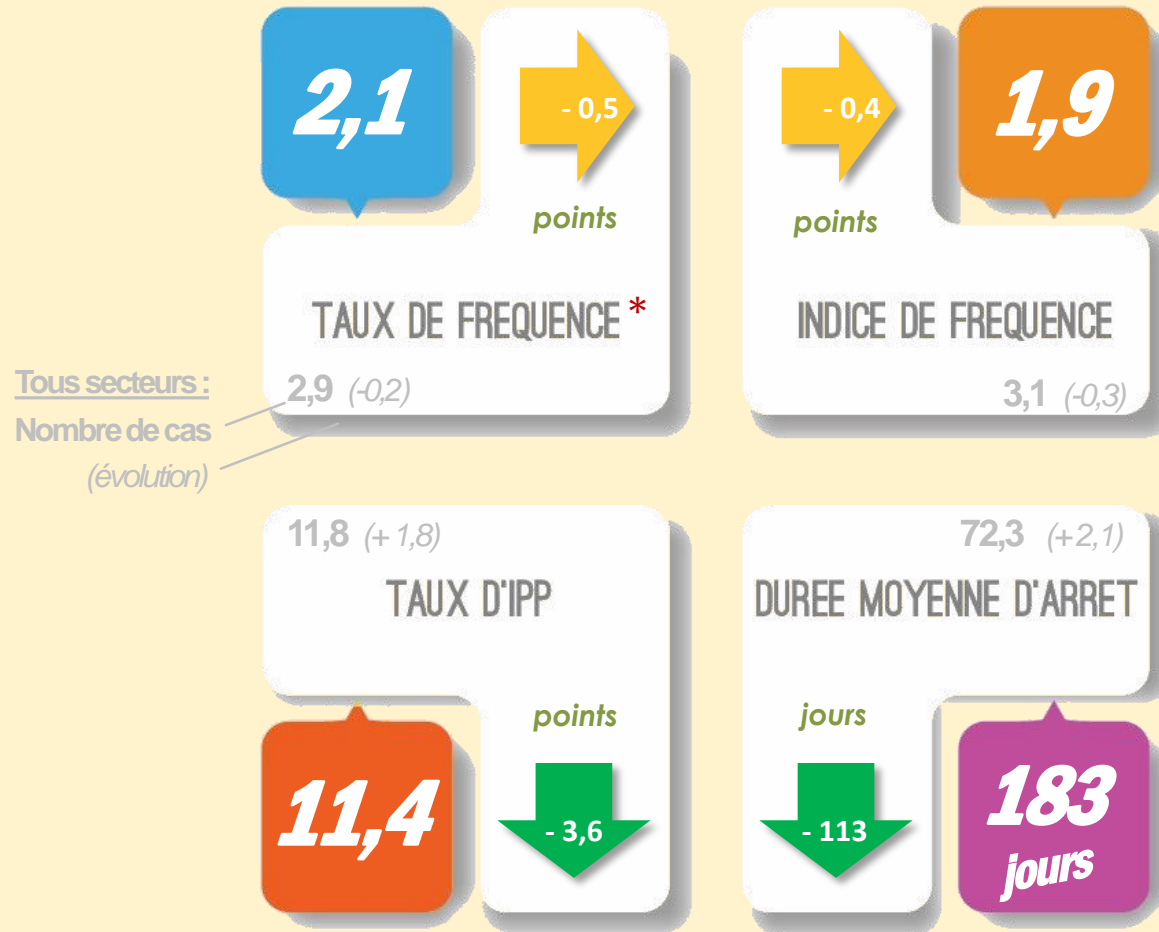 2,1
- 0,5
points
TAUX DE FREQUENCE *
2,9 (-0,2)
- 0,4
1,9
points
INDICE DE FREQUENCE
3,1 (-0,3)
Tous secteurs :
Nombre de cas
(évolution)
11,8 (+ 1,8)
TAUX D'IPP
points
11,4
- 3,6
72,3 (+2,1)
DUREE MOYENNE D'ARRET
jours
- 113
183
jours